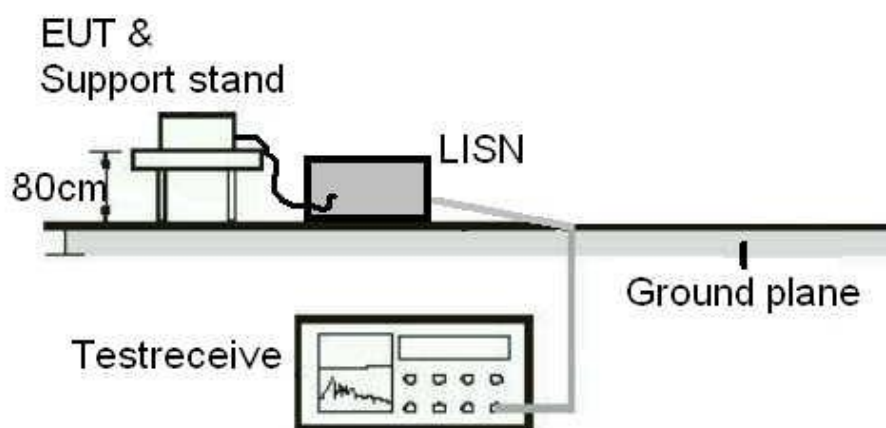 EUT &
Support stand
LISN
80cm
Ground plane
Testreceive